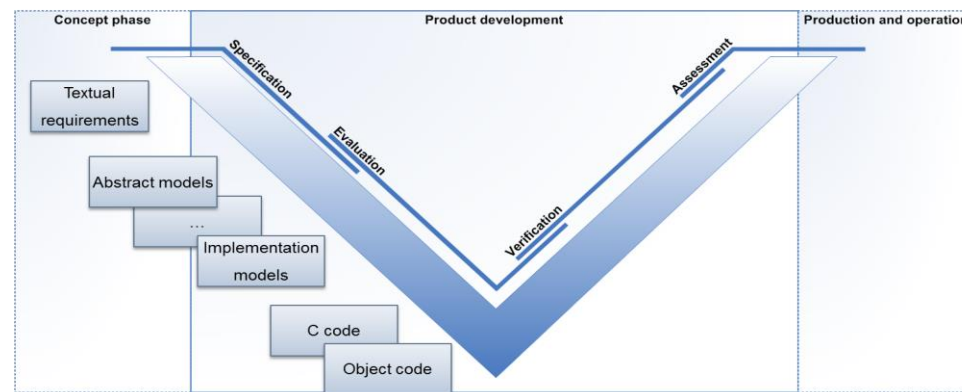 Concept phase
Product development
Production and operation
Specification
Evaluation
Verification
Assessment
Textual
requirements
Abstract models
...
Implementation
models
C code
Object code